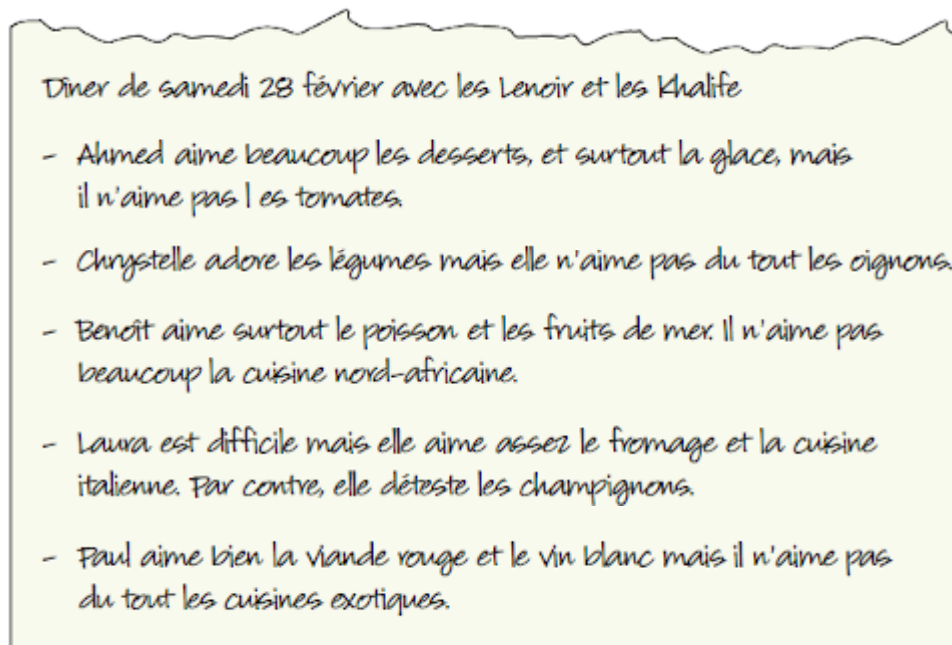 Dîner de samedi 28 février avec les Lenoir et les Khalife
- Ahmed aime beaucoup les desserts, et surtout la glace, mais
il n'aime pas l es tomates.
- Chrystelle adore les légumes mais elle n'aime pas du tout les oignons.
- Benoît aime surtout le poisson et les fruits de mer. Il n'aime pas
beaucoup la cuisine nord-africaine.
- Laura est difficile mais elle aime assez le fromage et la cuisine
italienne. Par contre, elle déteste les champignons.
- Paul aime bien la viande rouge et le vin blanc mais il n'aime pas
du tout les cuisines exotiques.